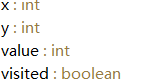 x : int
y : int
value : int
visited : boolean